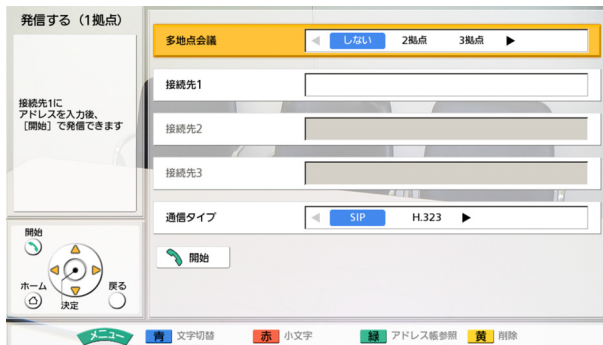 発信する（1拠点）
接続先1に
アドレスを入力後、
［開始］で発信できます
多地点会議 しない 2拠点 3拠点
接続先1
接続先2
接続先3
通信タイプ SIP H.323
開始
開始
ホーム
決定
戻る
メニュー 青 文字切替 赤 小文字 緑 アドレス帳参照 黄 削除